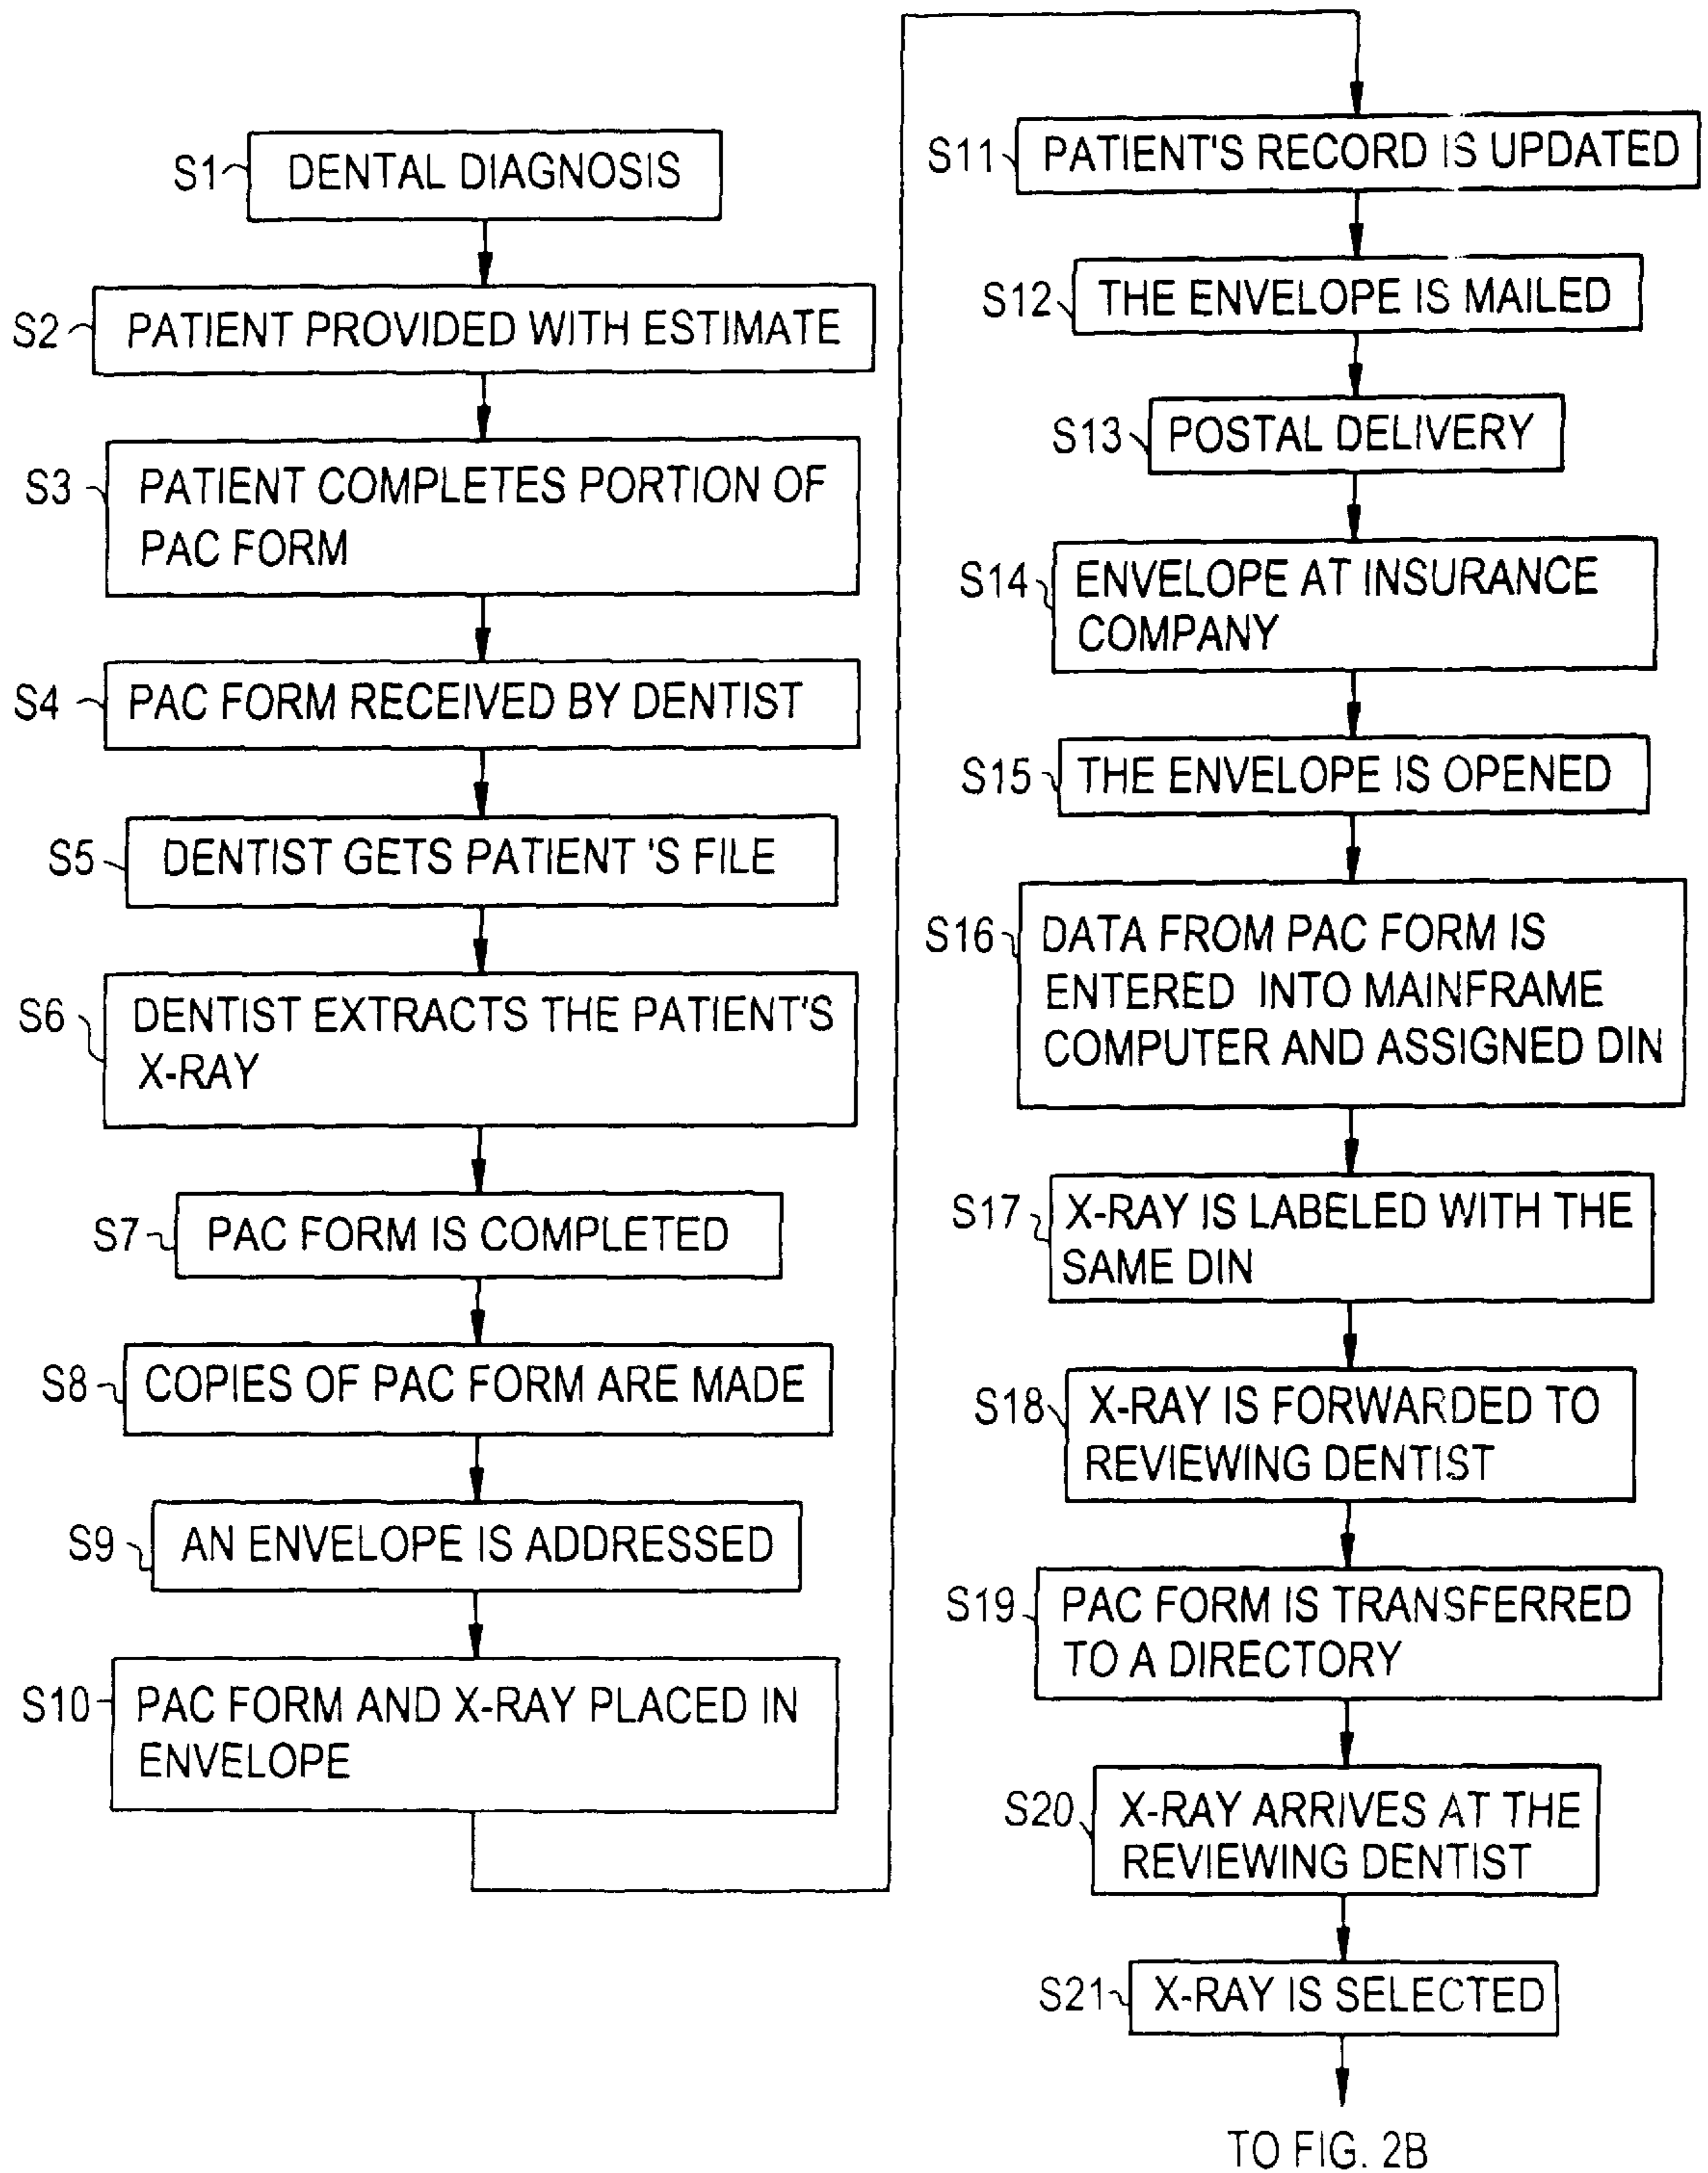 S1 DENTAL DIAGNOSIS
S2 PATIENT PROVIDED WITH ESTIMATE
S3 PATIENT COMPLETES PORTION OF
PAC FORM
S4 PAC FORM RECEIVED BY DENTIST
S5 DENTIST GETS PATIENT 'S FILE
S6 DENTIST EXTRACTS THE PATIENT'S
X-RAY
S7 PAC FORM IS COMPLETED
S8 COPIES OF PAC FORM ARE MADE
S9 AN ENVELOPE IS ADDRESSED
S10 PAC FORM AND X-RAY PLACED IN
ENVELOPE
S11 PATIENT'S RECORD IS UPDATED
S12 THE ENVELOPE IS MAILED
S13 POSTAL DELIVERY
S14 ENVELOPE AT INSURANCE
COMPANY
S15 THE ENVELOPE IS OPENED
S16 DATA FROM PAC FORM IS
ENTERED INTO MAINFRAME
COMPUTER AND ASSIGNED DIN
S17 X-RAY IS LABELED WITH THE
SAME DIN
S18 X-RAY IS FORWARDED TO
REVIEWING DENTIST
S19 PAC FORM IS TRANSFERRED
TO A DIRECTORY
S20 X-RAY ARRIVES AT THE
REVIEWING DENTIST
S21 X-RAY IS SELECTED
TO FIG. 2B